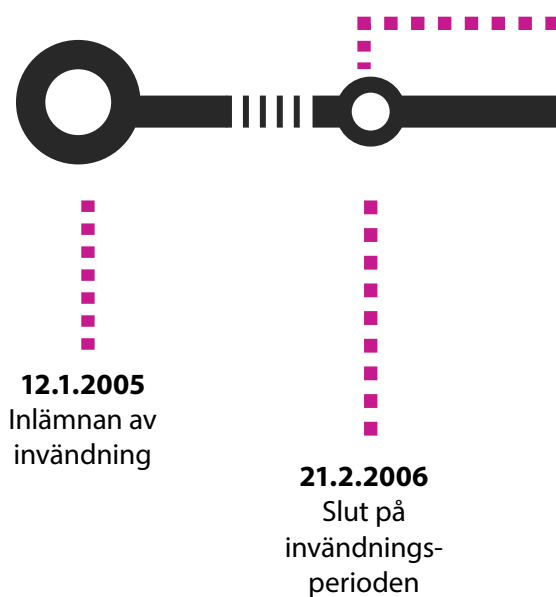 12.1.2005
Inlämnan av
invändning
21.2.2006
Slut på
invändnings-
perioden